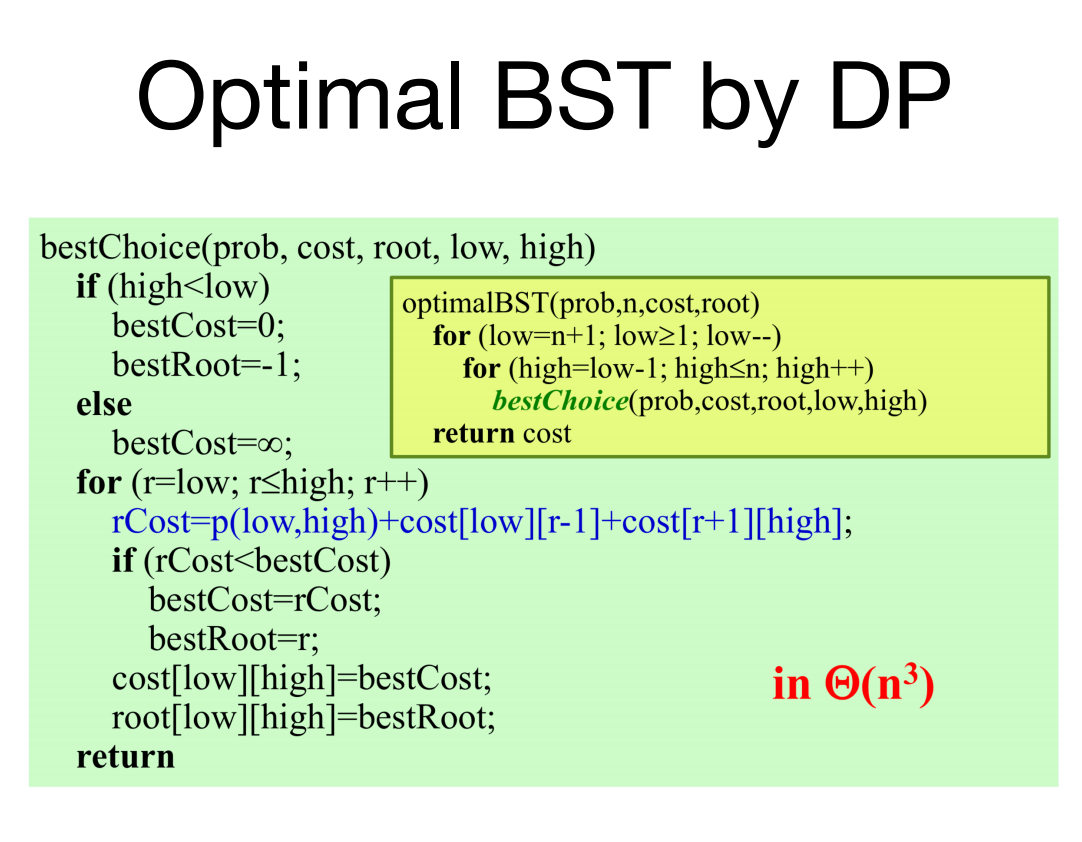 Optimal BST by DP
bestChoice(prob, cost, root, low, high)
if (high<low)
bestCost=0;
bestRoot=-1;
else
bestCost=∞;
for (r=low; r≤high; r++)
rCost=p(low,high)+cost[low][r-1]+cost[r+1][high];
if (rCost<bestCost)
bestCost=rCost;
bestRoot=r;
cost[low][high]=bestCost;
root[low][high]=bestRoot;
return
optimalBST(prob,n,cost,root)
for (low=n+1; low≥1; low--)
for (high=low-1; high≤n; high++)
bestChoice(prob,cost,root,low,high)
return cost
in Θ(n³)